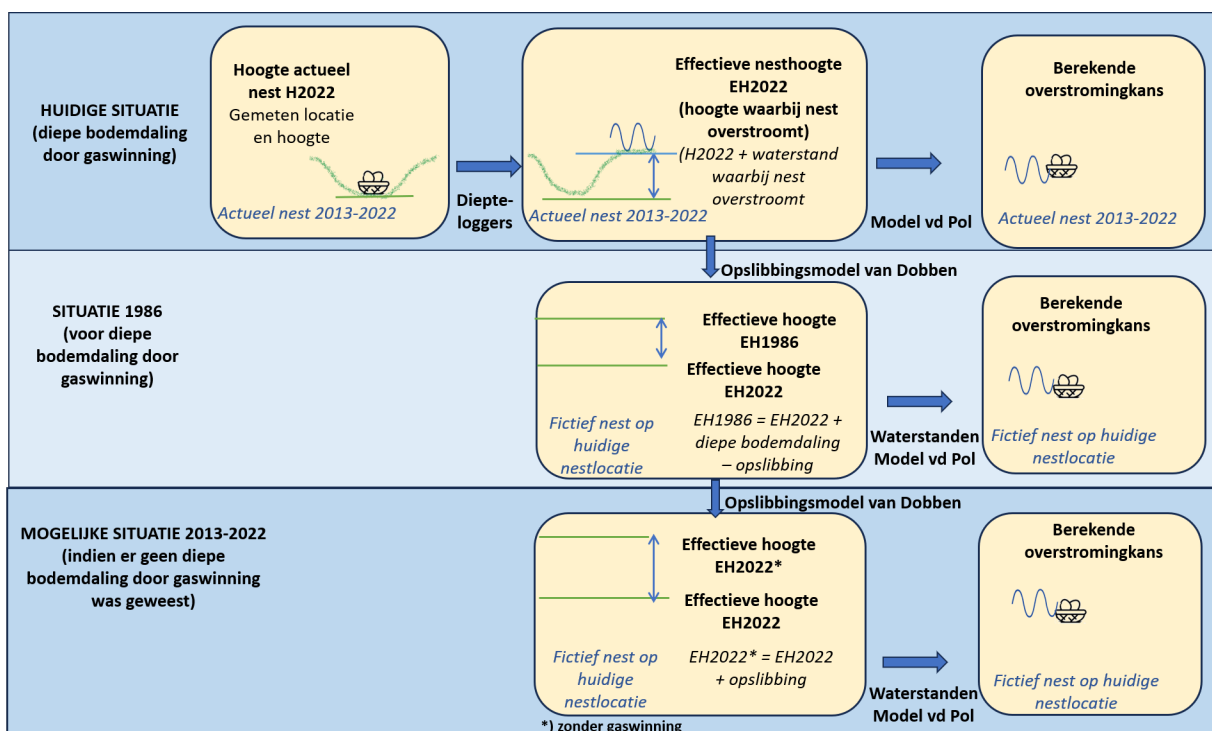 HUIDIGE SITUATIE
(diepe bodemdaling
door gaswinning)
Hoogte actueel
nest H2022
Gemeten locatie
en hoogte
Actueel nest 2013-2022
Diepte-
loggers
Effectieve nesthoogte
EH2022
(hoogte waarbij nest
overstroomt)
(H2022 + waterstand
waarbij nest
overstroomt
Actueel nest 2013-2022
Model vd Pol
Berekende
overstromingkans
Actueel nest 2013-2022
Opslibbingsmodel van Dobben
SITUATIE 1986
(voor diepe
bodemdaling door
gaswinning)
Effectieve hoogte
EH1986
Effectieve hoogte
EH2022
EH1986 = EH2022 +
diepe bodemdaling
– opslibbing
Fictief nest op
huidige
nestlocatie
Waterstanden
Model vd Pol
Berekende
overstromingkans
Fictief nest op huidige
nestlocatie
Opslibbingsmodel van Dobben
MOGELIJKE SITUATIE 2013-2022
(indien er geen diepe
bodemdaling door gaswinning
was geweest)
Effectieve hoogte
EH2022*
Effectieve hoogte
EH2022
EH2022* = EH2022
+ opslibbing
Fictief nest op
huidige
nestlocatie
*) zonder gaswinning
Waterstanden
Model vd Pol
Berekende
overstromingkans
Fictief nest op huidige
nestlocatie